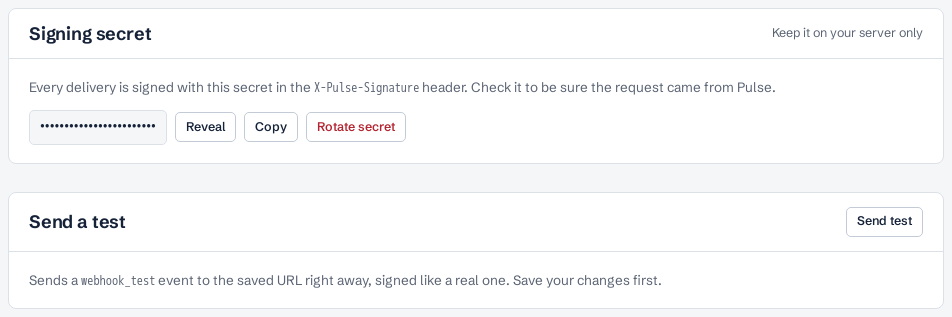 Signing secret
Keep it on your server only
Every delivery is signed with this secret in the X-Pulse-Signature header. Check it to be sure the request came from Pulse.
•••••••••••••••••••••••• Reveal Copy Rotate secret
Send a test
Send test
Sends a webhook_test event to the saved URL right away, signed like a real one. Save your changes first.